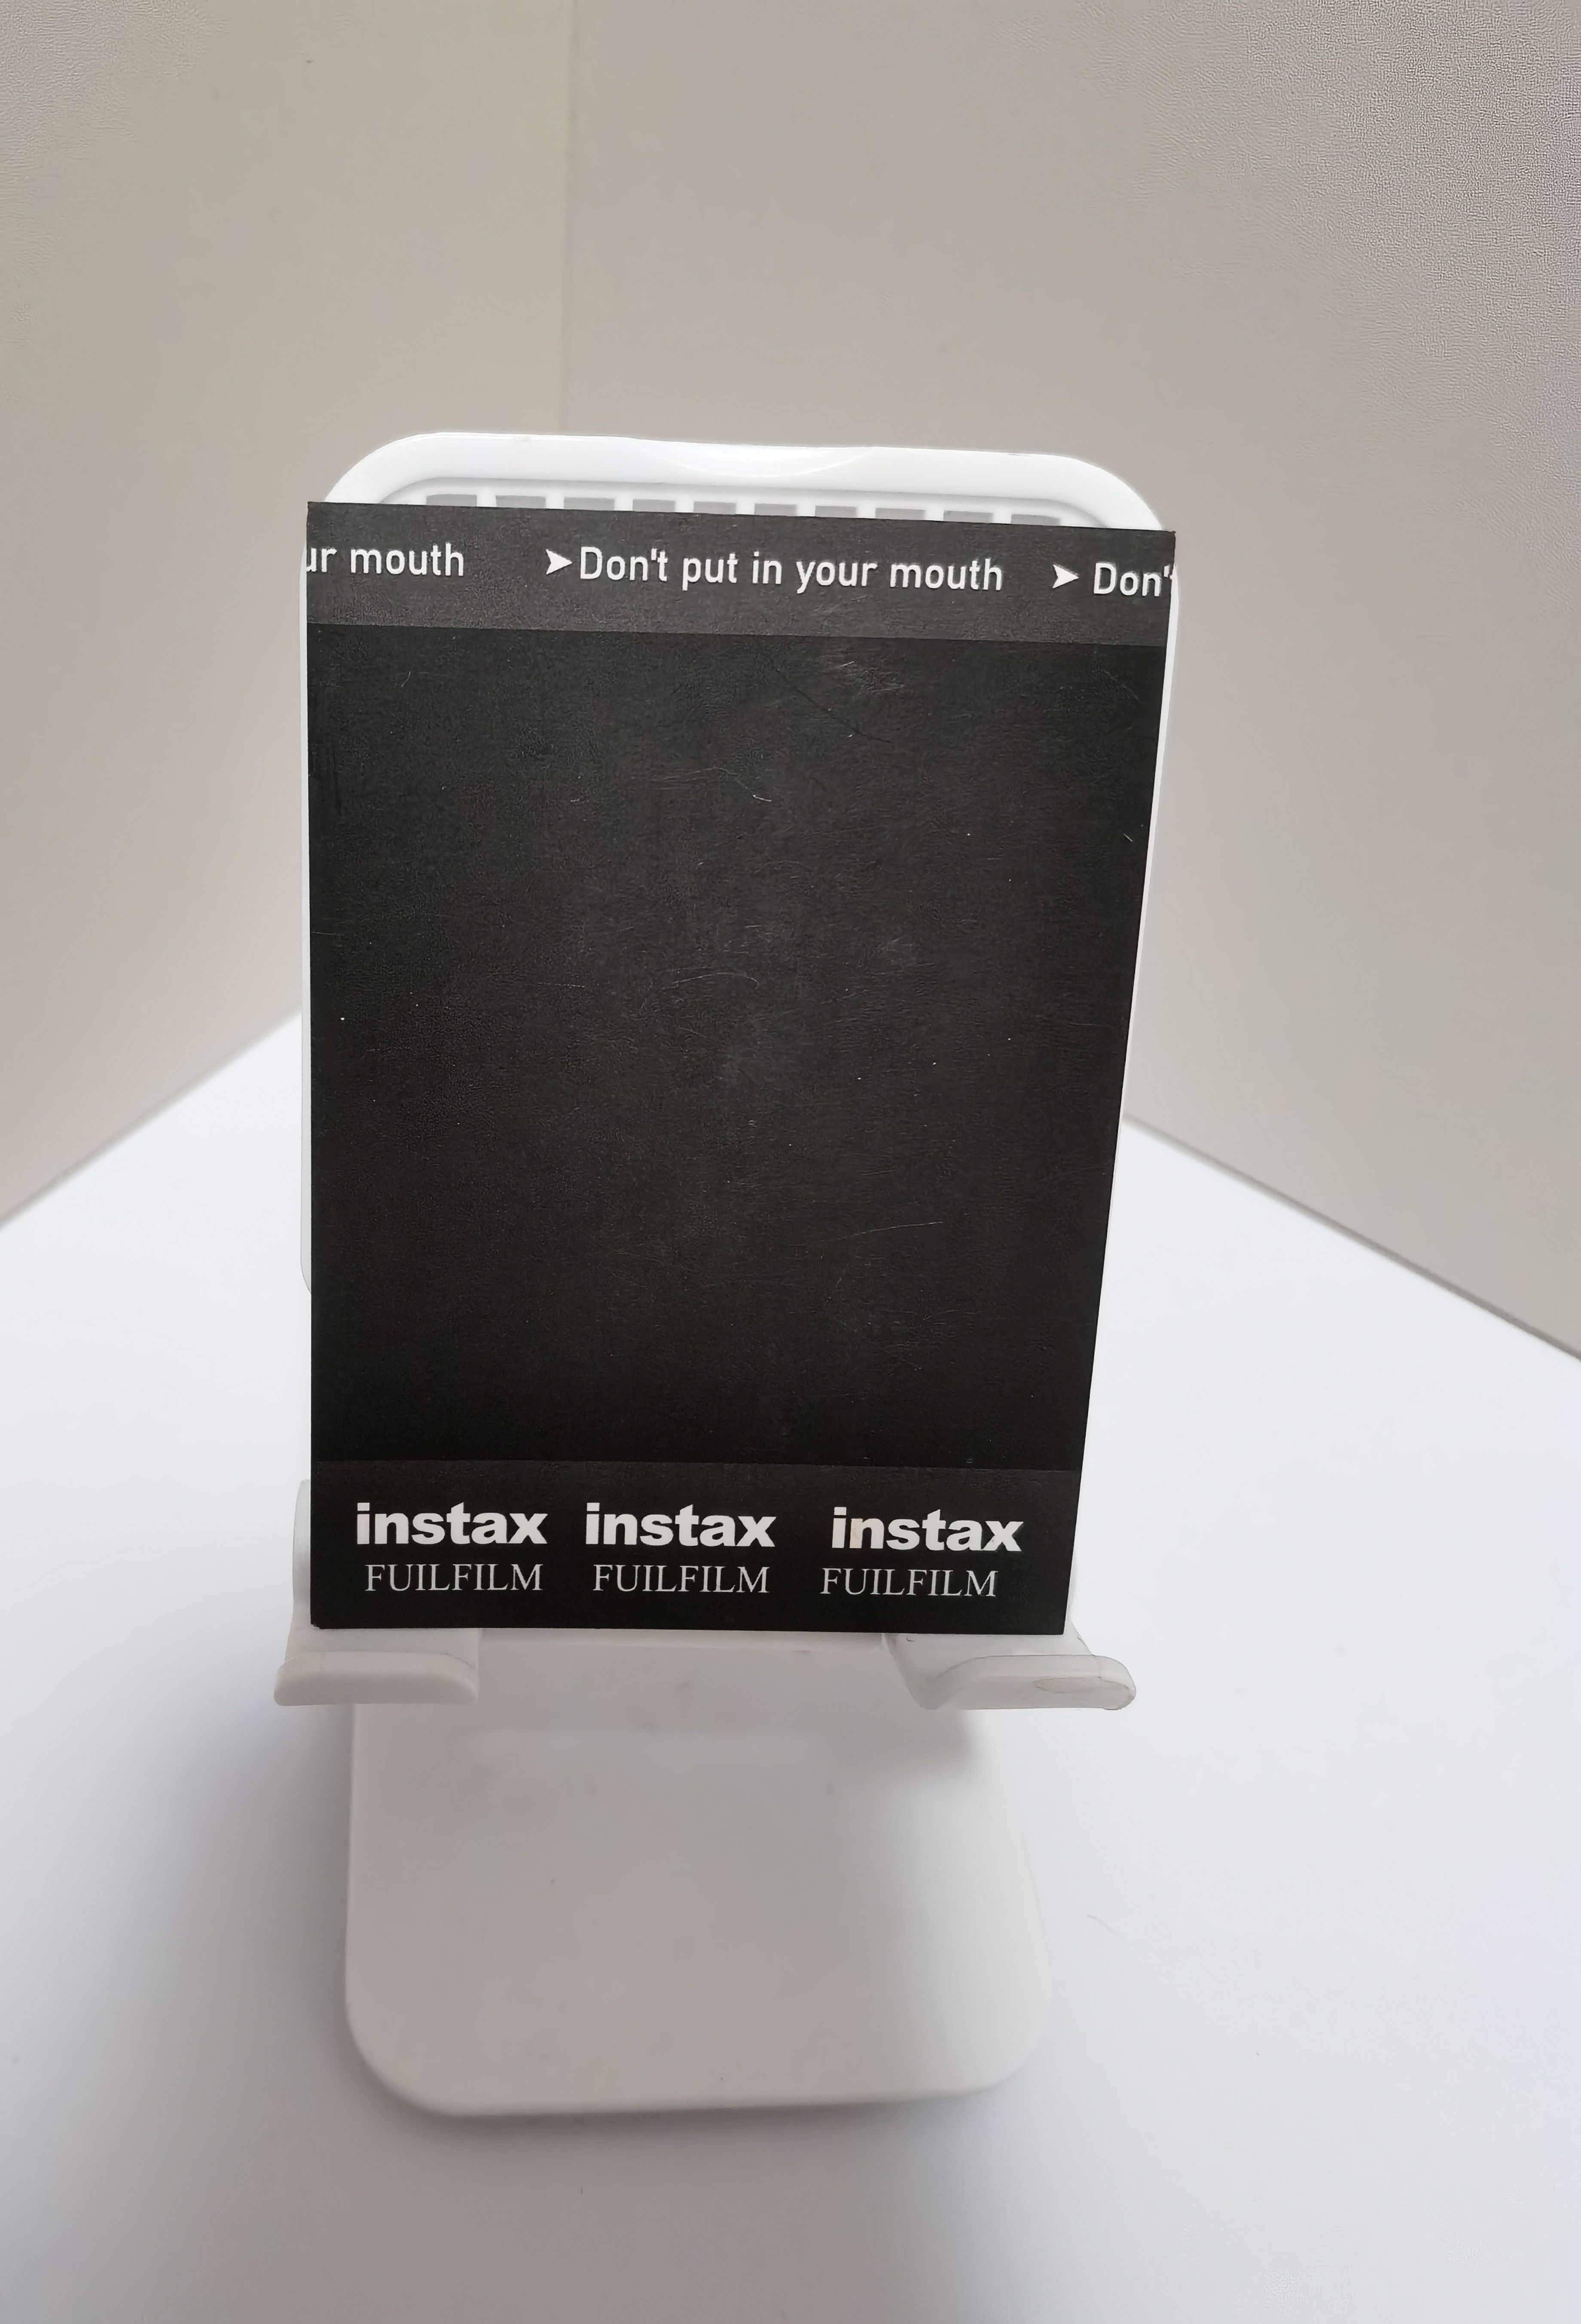 ur mouth ➤Don't put in your mouth ➤ Don'
instax instax instax
FUILFILM FUILFILM FUILFILM